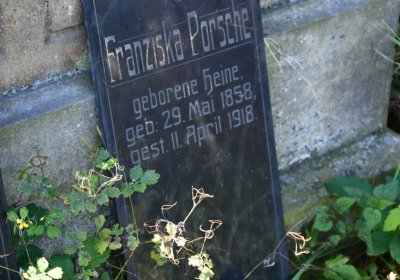 Franziska Porsche
geborene Heine,
geb: 29. Mai 1858.
gest 11. April 1918.